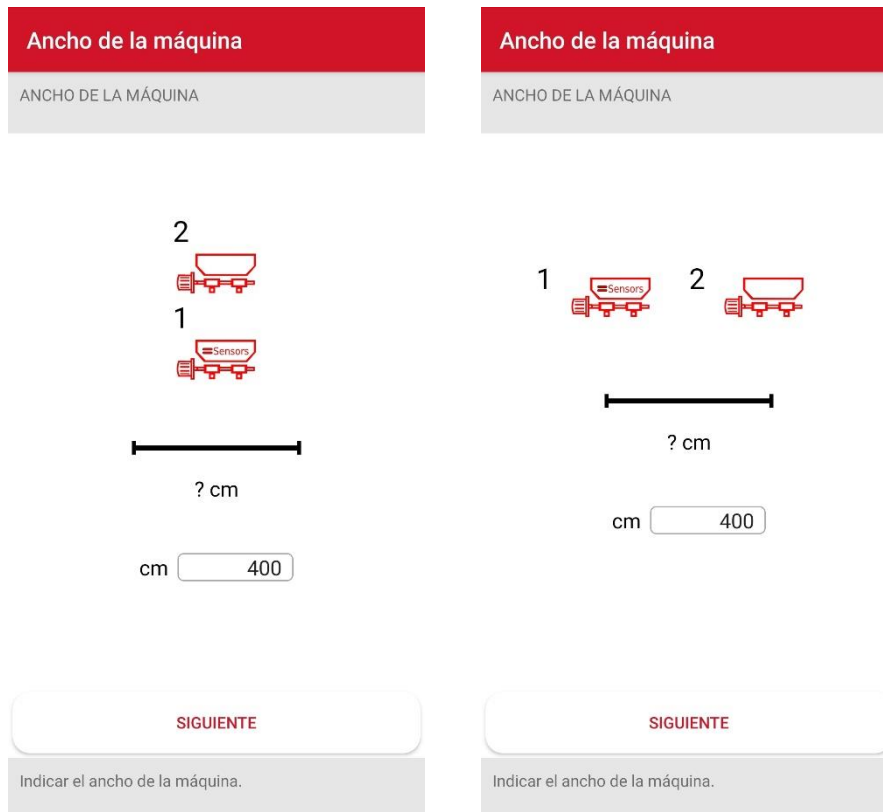 Ancho de la máquina
ANCHO DE LA MÁQUINA
2
1
Sensors
? cm
cm 400
SIGUIENTE
Indicar el ancho de la máquina.
Ancho de la máquina
ANCHO DE LA MÁQUINA
1 Sensors 2
? cm
cm 400
SIGUIENTE
Indicar el ancho de la máquina.